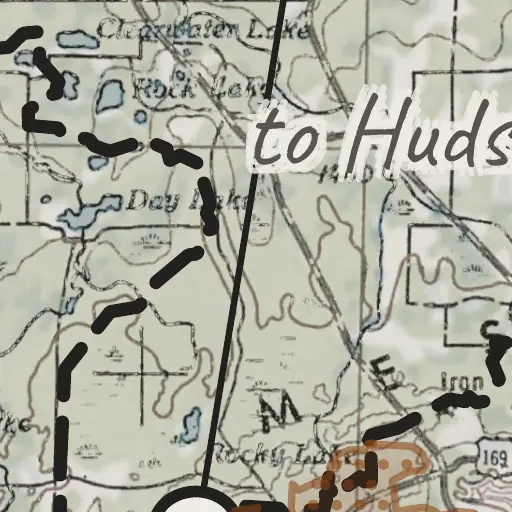 Clearwater Lake
Rock Lake
to Huds
Day Lake
E
Iron
M
Rocky Lake
169